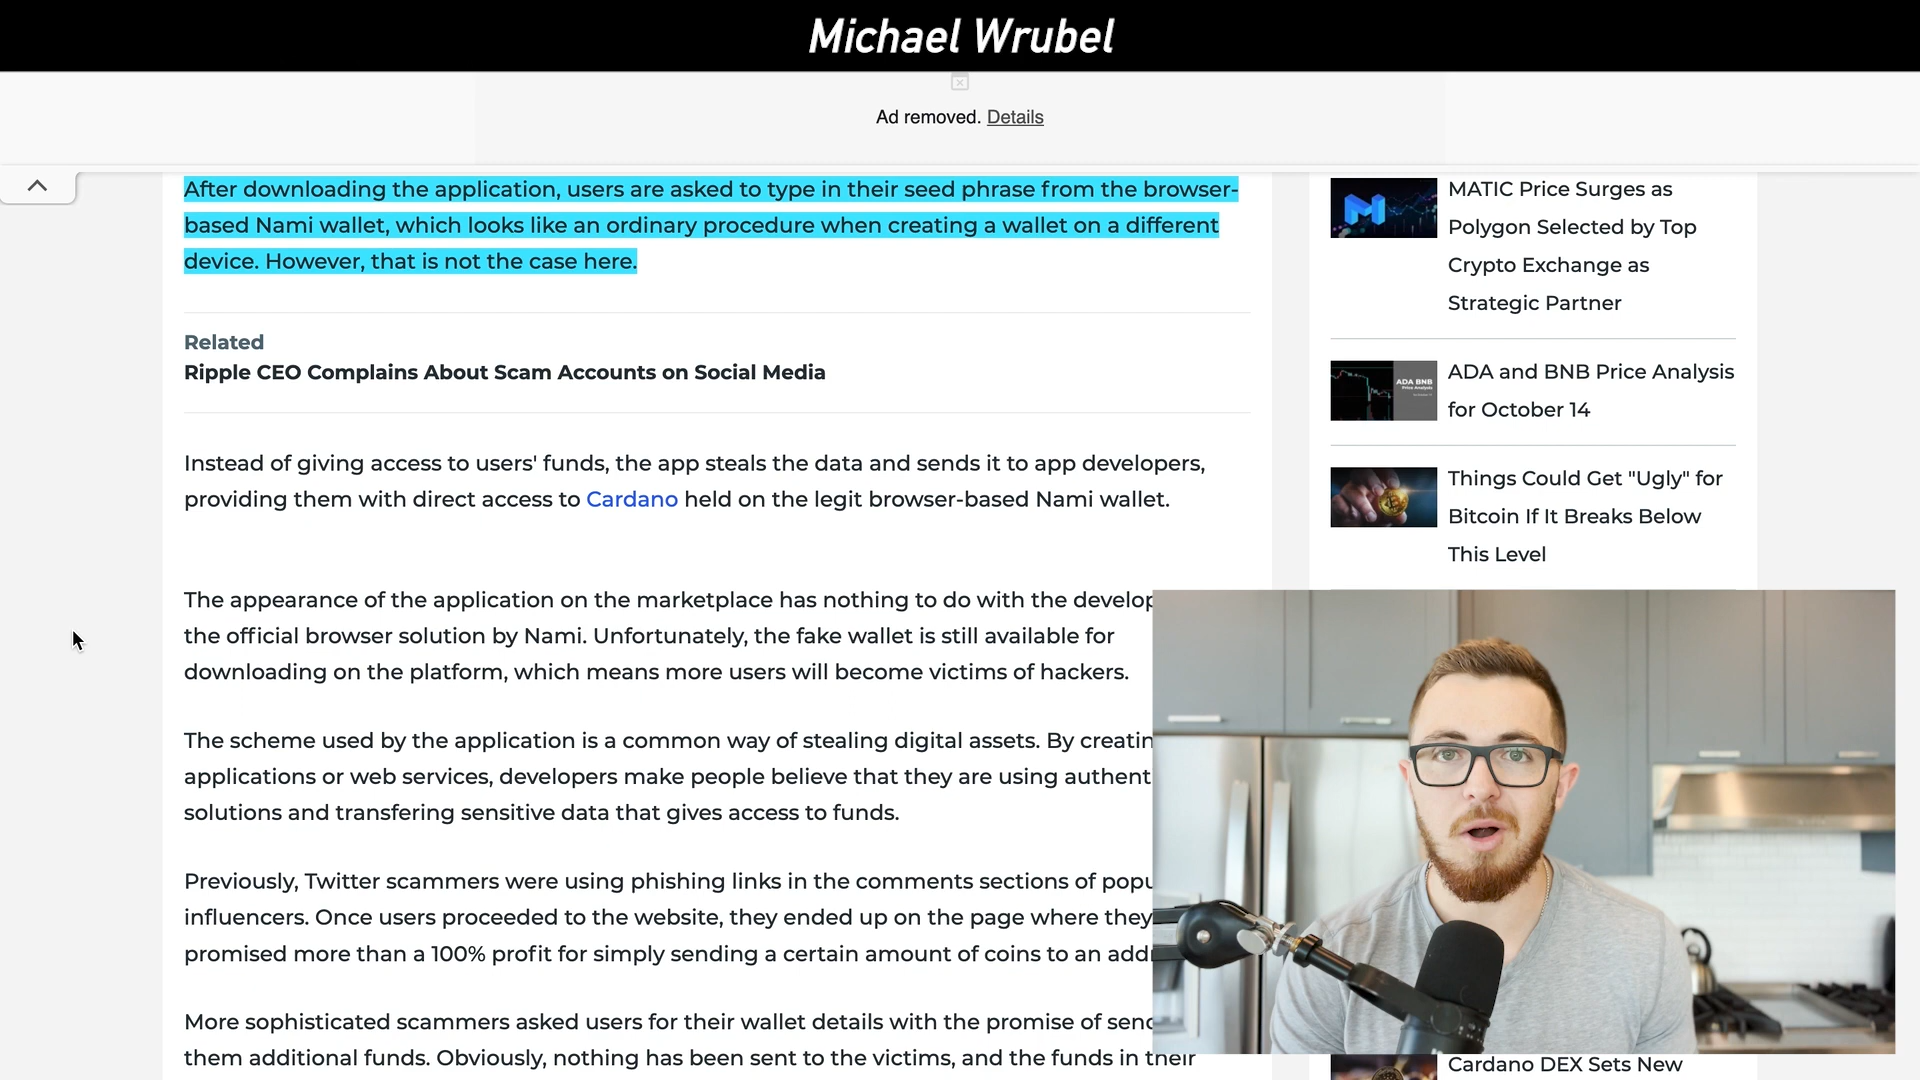 Michael Wrubel
Ad removed. Details
After downloading the application, users are asked to type in their seed phrase from the browser-
based Nami wallet, which looks like an ordinary procedure when creating a wallet on a different
device. However, that is not the case here.
Related
Ripple CEO Complains About Scam Accounts on Social Media
Instead of giving access to users' funds, the app steals the data and sends it to app developers,
providing them with direct access to Cardano held on the legit browser-based Nami wallet.
The appearance of the application on the marketplace has nothing to do with the develop
the official browser solution by Nami. Unfortunately, the fake wallet is still available for
downloading on the platform, which means more users will become victims of hackers.
The scheme used by the application is a common way of stealing digital assets. By creatin
applications or web services, developers make people believe that they are using authent
solutions and transfering sensitive data that gives access to funds.
Previously, Twitter scammers were using phishing links in the comments sections of popu
influencers. Once users proceeded to the website, they ended up on the page where they
promised more than a 100% profit for simply sending a certain amount of coins to an add
More sophisticated scammers asked users for their wallet details with the promise of send
them additional funds. Obviously, nothing has been sent to the victims, and the funds in their
MATIC Price Surges as
Polygon Selected by Top
Crypto Exchange as
Strategic Partner
ADA BNB
Price Analysis
ADA and BNB Price Analysis
for October 14
Things Could Get "Ugly" for
Bitcoin If It Breaks Below
This Level
Cardano DEX Sets New